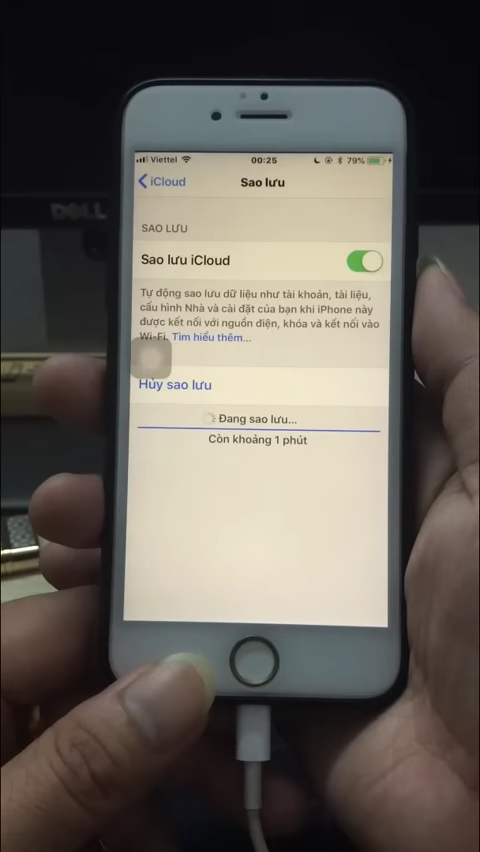 DELL
Viettel 00:25 79%
iCloud Sao lưu
SAO LƯU
Sao lưu iCloud
Tự động sao lưu dữ liệu như tài khoản, tài liệu,
cấu hình Nhà và cài đặt của bạn khi iPhone này
được kết nối với nguồn điện, khóa và kết nối vào
Wi-Fi. Tìm hiểu thêm...
Hủy sao lưu
Đang sao lưu...
Còn khoảng 1 phút